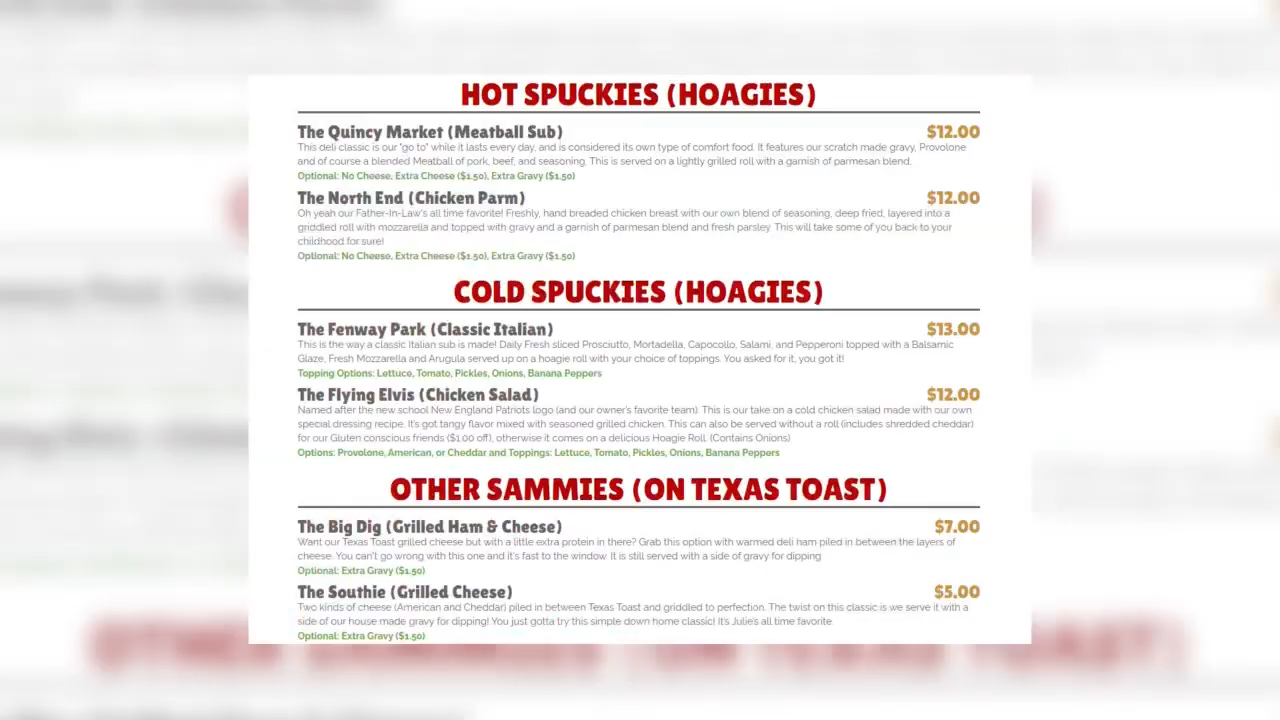 HOT SPUCKIES (HOAGIES)
The Quincy Market (Meatball Sub) $12.00
This deli classic is our "go to" while it lasts every day, and is considered its own type of comfort food. It features our scratch made gravy, Provolone
and of course a blended Meatball of pork, beef, and seasoning. This is served on a lightly grilled roll with a garnish of parmesan blend.
Optional: No Cheese, Extra Cheese ($1.50), Extra Gravy ($1.50)
The North End (Chicken Parm) $12.00
Oh yeah our Father-In-Law's all time favorite! Freshly, hand breaded chicken breast with our own blend of seasoning, deep fried, layered into a
griddled roll with mozzarella and topped with gravy and a garnish of parmesan blend and fresh parsley. This will take some of you back to your
childhood for sure!
Optional: No Cheese, Extra Cheese ($1.50), Extra Gravy ($1.50)
COLD SPUCKIES (HOAGIES)
The Fenway Park (Classic Italian) $13.00
This is the way a classic Italian sub is made! Daily Fresh sliced Prosciutto, Mortadella, Capocollo, Salami, and Pepperoni topped with a Balsamic
Glaze, Fresh Mozzarella and Arugula served up on a hoagie roll with your choice of toppings. You asked for it, you got it!
Topping Options: Lettuce, Tomato, Pickles, Onions, Banana Peppers
The Flying Elvis (Chicken Salad) $12.00
Named after the new school New England Patriots logo (and our owner's favorite team). This is our take on a cold chicken salad made with our own
special dressing recipe. It's got tangy flavor mixed with seasoned grilled chicken. This can also be served without a roll (includes shredded cheddar)
for our Gluten conscious friends ($1.00 off), otherwise it comes on a delicious Hoagie Roll. (Contains Onions)
Options: Provolone, American, or Cheddar and Toppings: Lettuce, Tomato, Pickles, Onions, Banana Peppers
OTHER SAMMIES (ON TEXAS TOAST)
The Big Dig (Grilled Ham & Cheese) $7.00
Want our Texas Toast grilled cheese but with a little extra protein in there? Grab this option with warmed deli ham piled in between the layers of
cheese. You can't go wrong with this one and it's fast to the window. It is still served with a side of gravy for dipping
Optional: Extra Gravy ($1.50)
The Southie (Grilled Cheese) $5.00
Two kinds of cheese (American and Cheddar) piled in between Texas Toast and griddled to perfection. The twist on this classic is we serve it with a
side of our house made gravy for dipping! You just gotta try this simple down home classic! It's Julie's all time favorite.
Optional: Extra Gravy ($1.50)